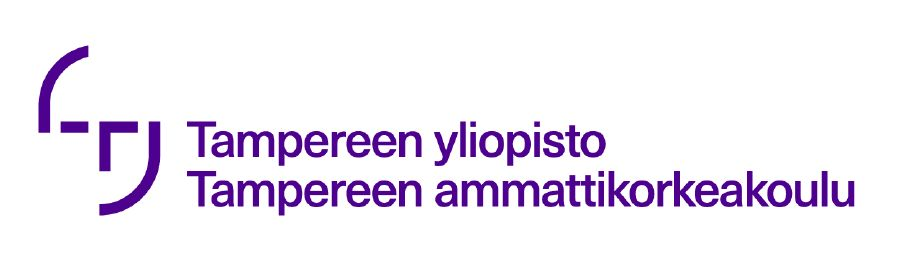 Tampereen yliopisto
Tampereen ammattikorkeakoulu